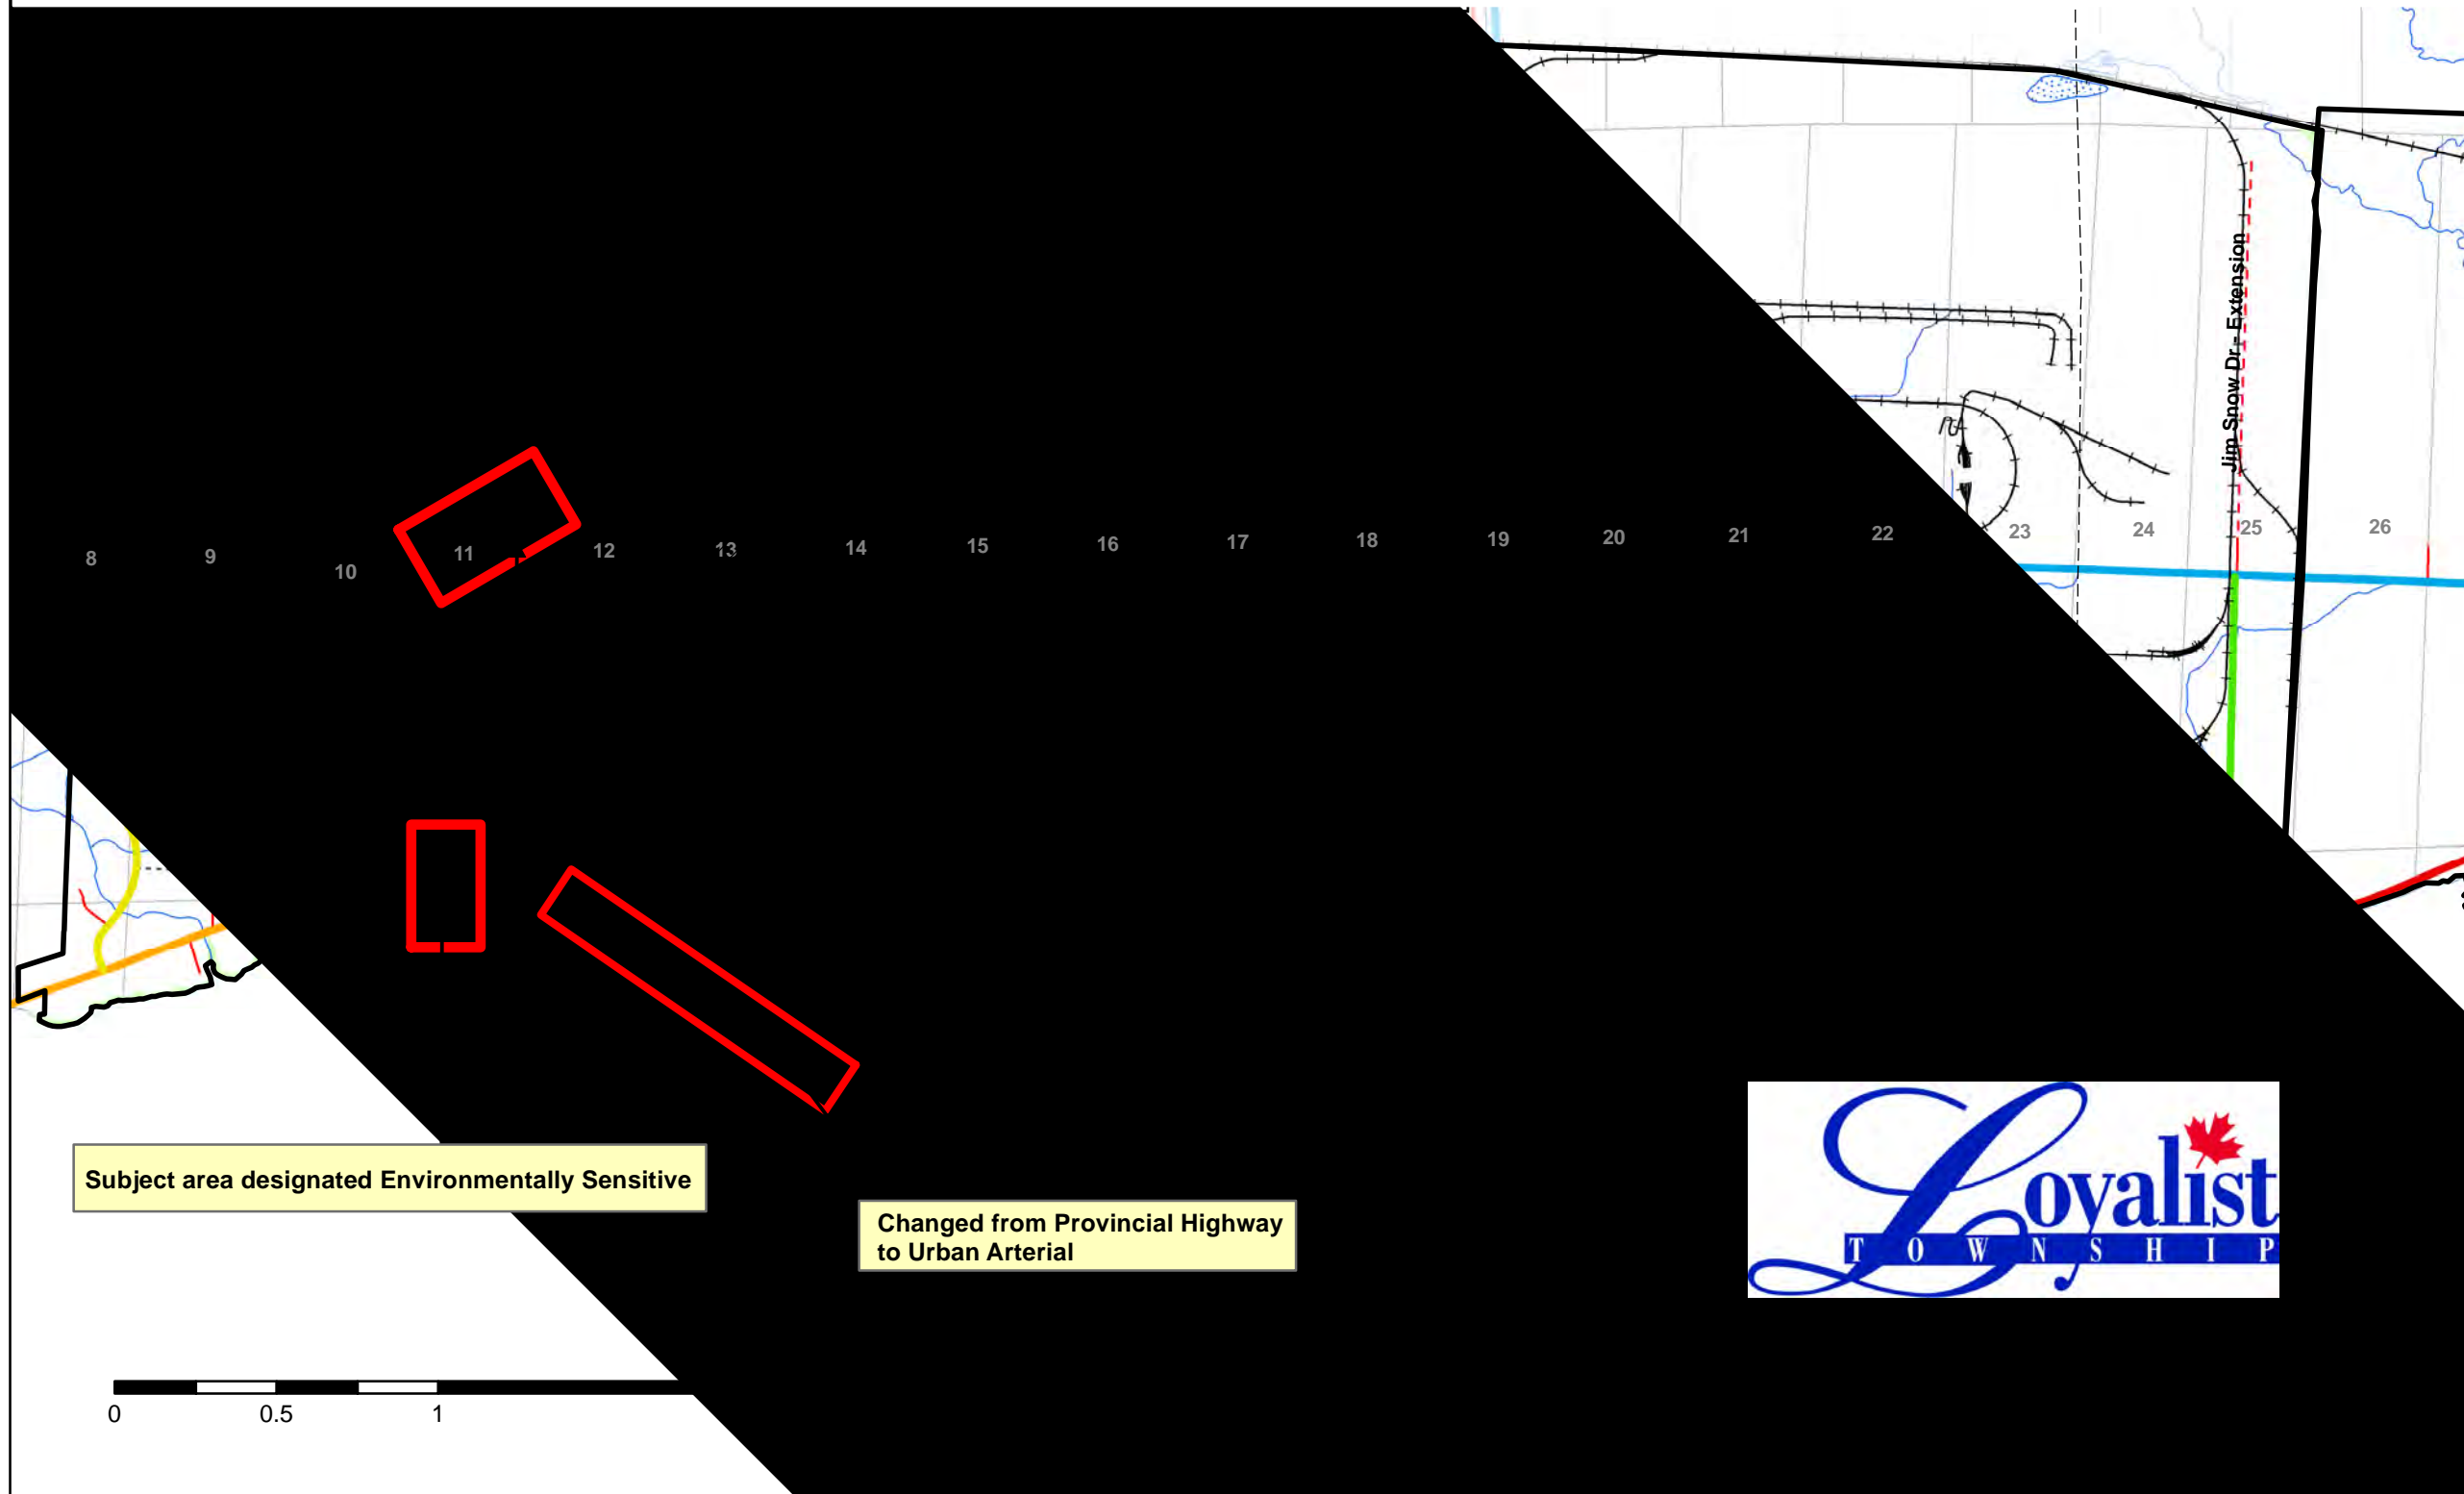 Jim Snow Dr - Extension
8 9 10 11 12 13 14 15 16 17 18 19 20 21 22 23 24 25 26
Subject area designated Environmentally Sensitive
Changed from Provincial Highway
to Urban Arterial
Loyalist
TOWNSHIP
0 0.5 1